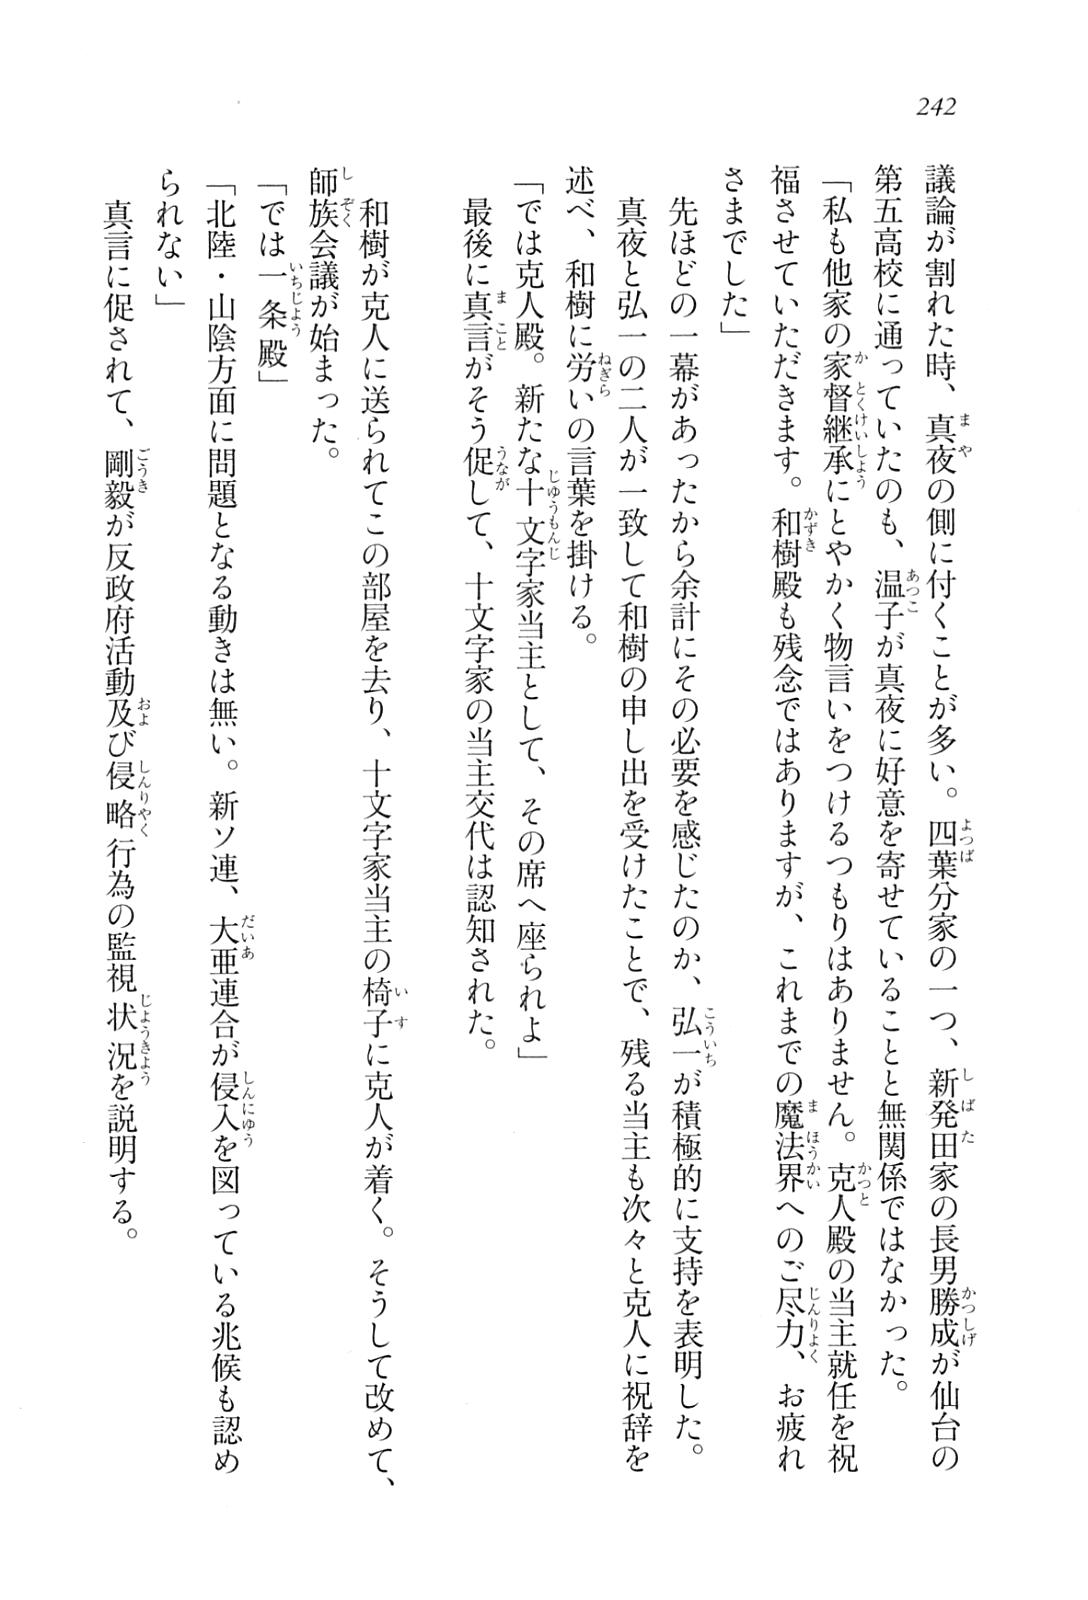 242
議論が割れた時、真夜の側に付くことが多い。四葉分家の一つ、新発田家の長男勝成が仙台の
第五高校に通っていたのも、温子が真夜に好意を寄せていることと無関係ではなかった。
「私も他家の家督継承にとやかく物言いをつけるつもりはありません。克人殿の当主就任を祝
福させていただきます。和樹殿も残念ではありますが、これまでの魔法界へのご尽力、お疲れ
さまでした」
先ほどの一幕があったから余計にその必要を感じたのか、弘一が積極的に支持を表明した。
真夜と弘一の二人が一致して和樹の申し出を受けたことで、残る当主も次々と克人に祝辞を
述べ、和樹に労いの言葉を掛ける。
「では克人殿。新たな十文字家当主として、その席へ座られよ」
最後に真言がそう促して、十文字家の当主交代は認知された。
和樹が克人に送られてこの部屋を去り、十文字家当主の椅子に克人が着く。そうして改めて、
師族会議が始まった。
「では一条殿」
「北陸・山陰方面に問題となる動きは無い。新ソ連、大亜連合が侵入を図っている兆候も認め
られない」
真言に促されて、剛毅が反政府活動及び侵略行為の監視状況を説明する。